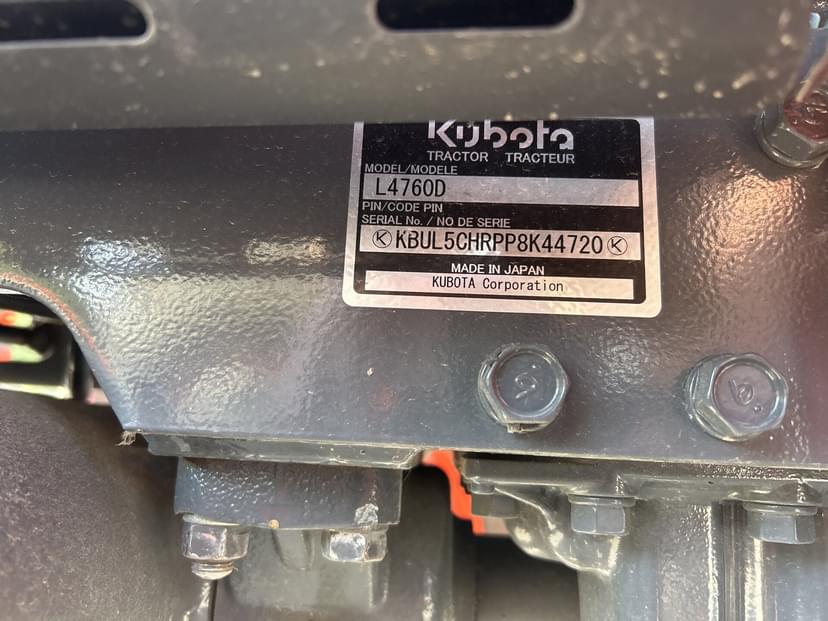 Kubota
TRACTOR TRACTEUR
MODEL/MODELE
L4760D
PIN/CODE PIN
SERIAL No. / NO DE SERIE
KBUL5CHRPP8K44720
MADE IN JAPAN
KUBOTA Corporation